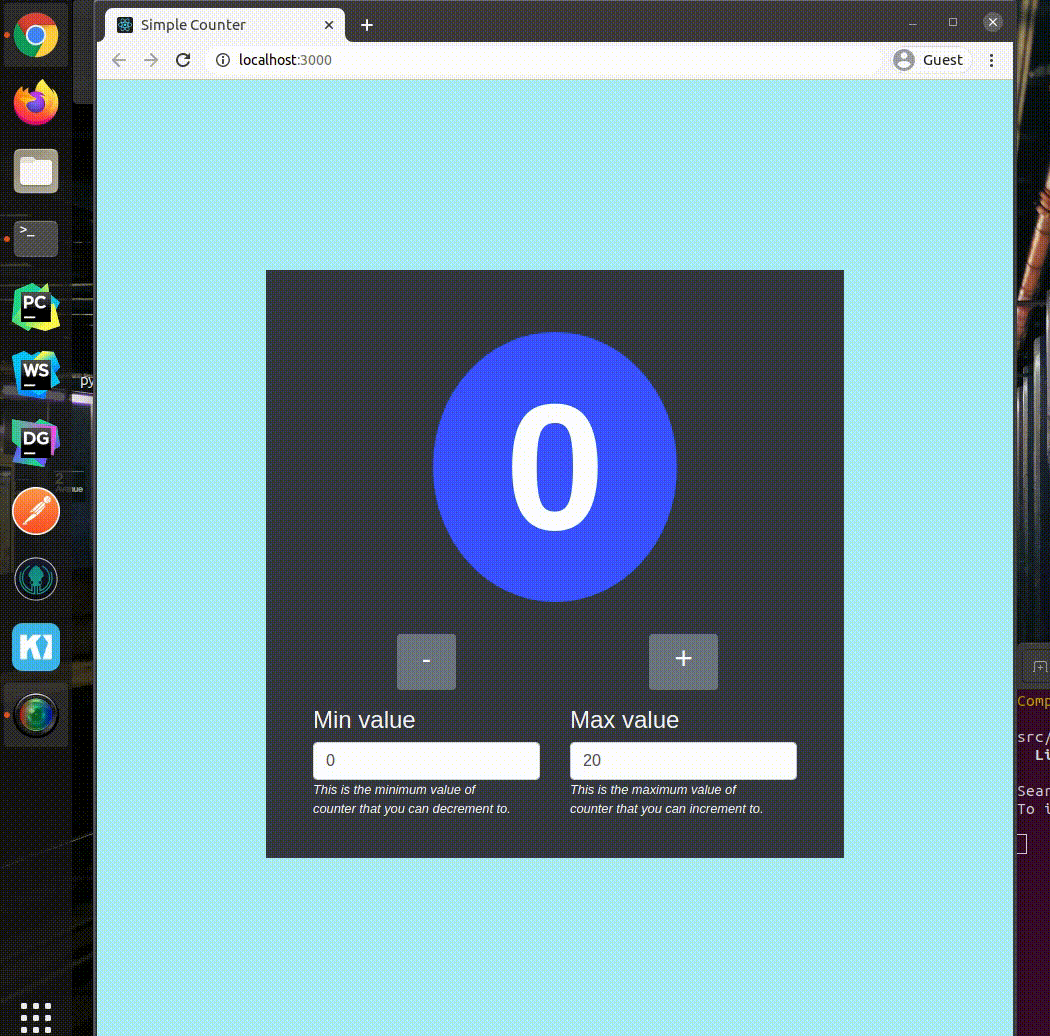 Simple Counter
localhost:3000
Guest
>_
PC
WS
py
DG
2
K
0
-
+
Min value
Max value
0
20
This is the minimum value of
counter that you can decrement to.
This is the maximum value of
counter that you can increment to.
Comp
src/
Li
Sear
To i